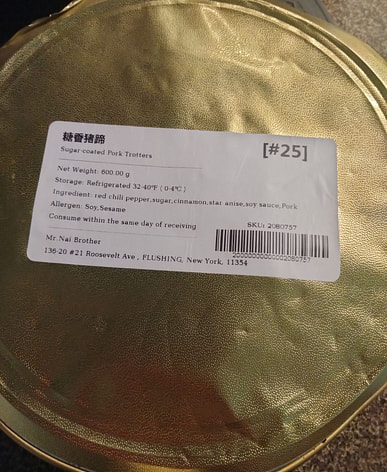 糖香猪蹄
[#25]
Sugar-coated Pork Trotters
Net Weight: 600.00 g
Storage: Refrigerated 32-40℉ ( 0-4℃ )
Ingredient: red chili pepper,sugar,cinnamon,star anise,soy sauce,Pork
Allergen: Soy,Sesame
Consume within the same day of receiving
SKU: 2080757
Mr.Nai Brother
136-20 #21 Roosevelt Ave , FLUSHING, New York, 11354